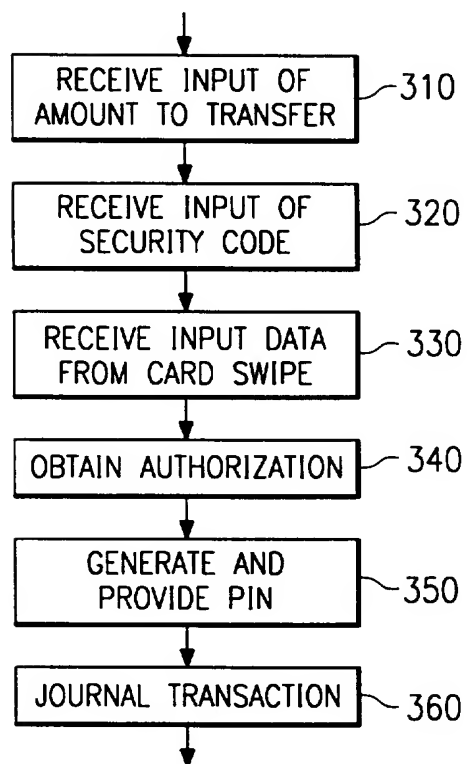 RECEIVE INPUT OF
AMOUNT TO TRANSFER
310
RECEIVE INPUT OF
SECURITY CODE
320
RECEIVE INPUT DATA
FROM CARD SWIPE
330
OBTAIN AUTHORIZATION
340
GENERATE AND
PROVIDE PIN
350
JOURNAL TRANSACTION
360